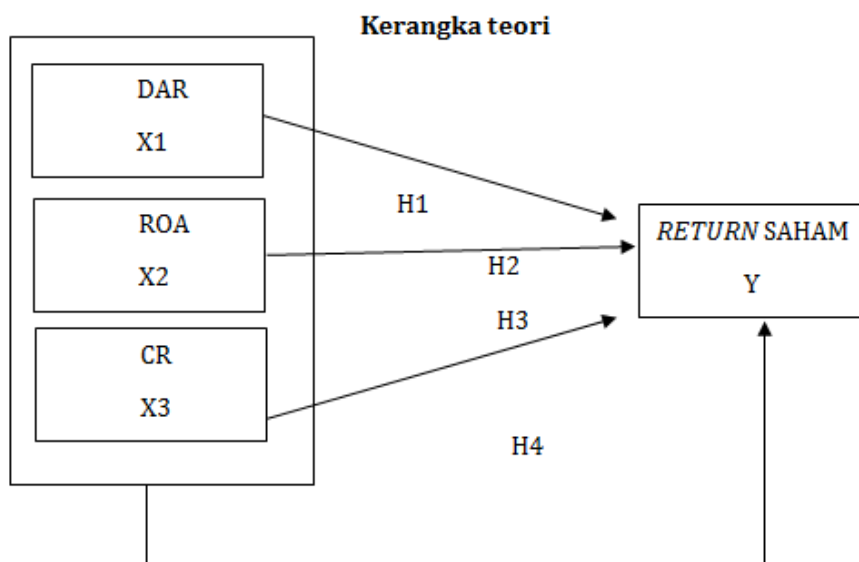 Kerangka teori
DAR
X1
ROA
X2
CR
X3
H1
H2
H3
H4
RETURN SAHAM
Y